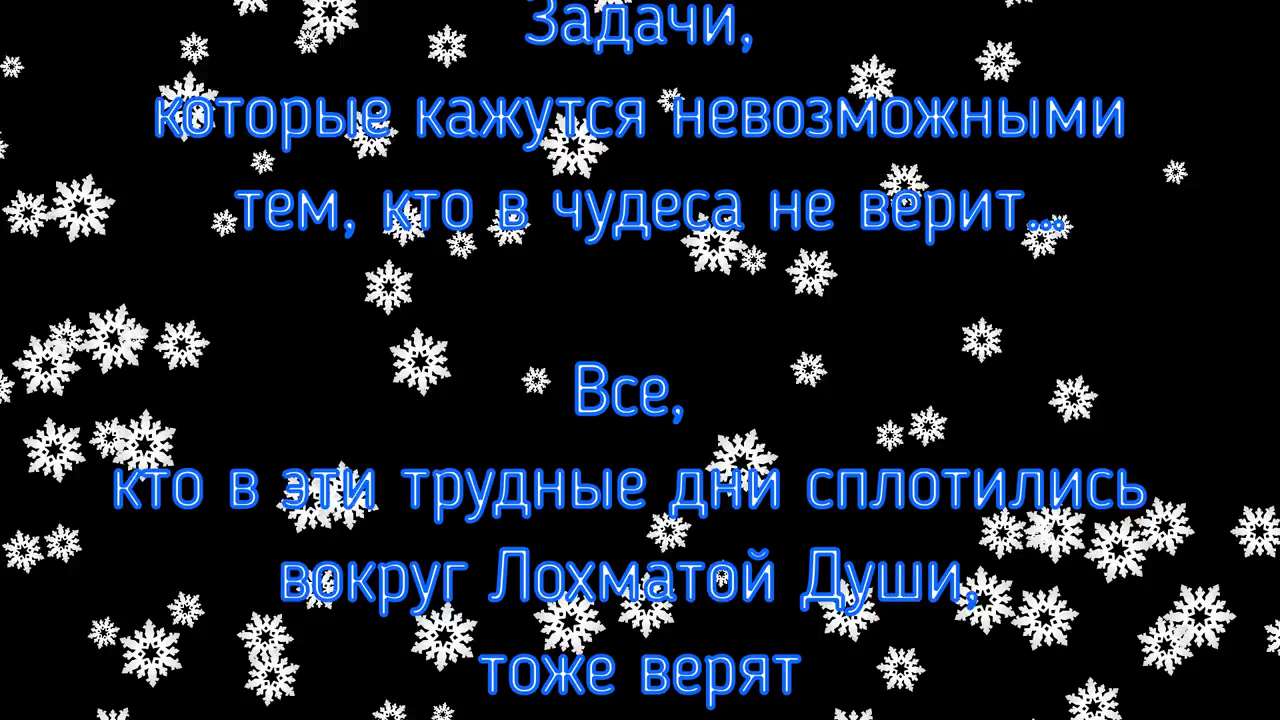 Задачи,
которые кажутся невозможными
тем, кто в чудеса не верит...
Все,
кто в эти трудные дни сплотились
вокруг Лохматой Души,
тоже верят